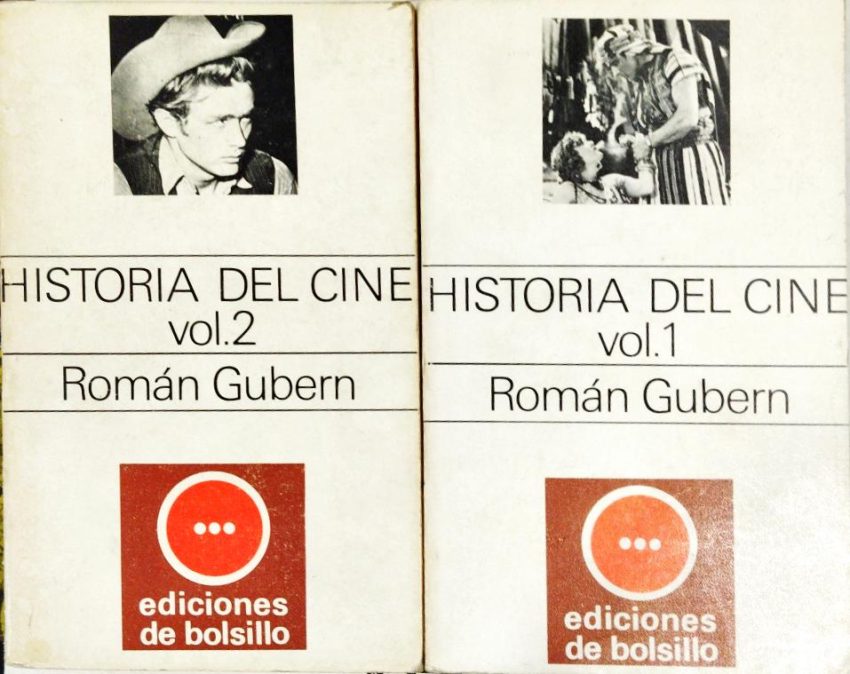 HISTORIA DEL CINE
vol.2
Román Gubern
ediciones
de bolsillo
HISTORIA DEL CINE
vol.1
Román Gubern
ediciones
de bolsillo